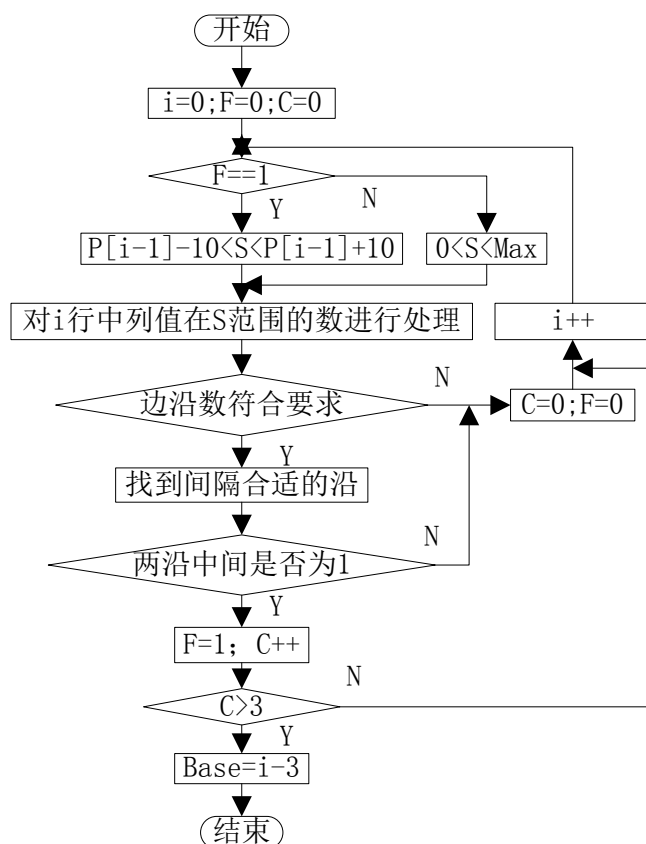 开始
i=0;F=0;C=0
F==1
N
Y
P[i-1]-10<S<P[i-1]+10
0<S<Max
对i行中列值在S范围的数进行处理
i++
N
边沿数符合要求
C=0;F=0
Y
找到间隔合适的沿
N
两沿中间是否为1
Y
F=1; C++
N
C>3
Y
Base=i-3
结束